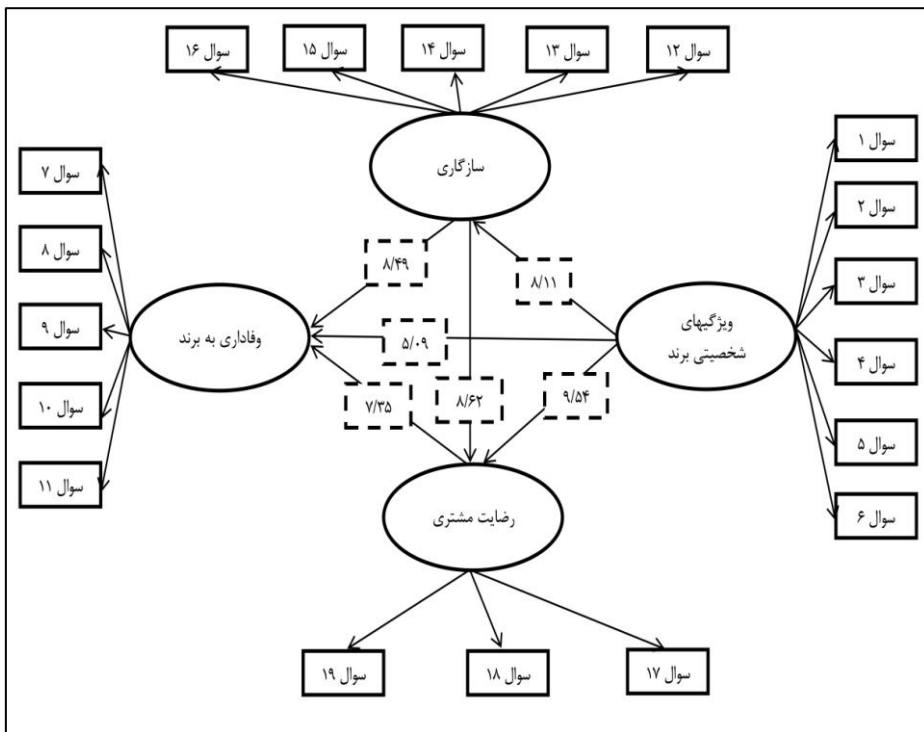 سوال ۱۲
سوال ۱۳
سوال ۱۴
سوال ۱۵
سوال ۱۶
سازگاری
سوال ۱
سوال ۲
سوال ۳
سوال ۴
سوال ۵
سوال ۶
ویژگیهای
شخصیتی برند
۸/۱۱
۸/۴۹
۵/۰۹
۹/۵۴
۸/۶۲
۷/۳۵
وفاداری به برند
سوال ۷
سوال ۸
سوال ۹
سوال ۱۰
سوال ۱۱
رضایت مشتری
سوال ۱۷
سوال ۱۸
سوال ۱۹